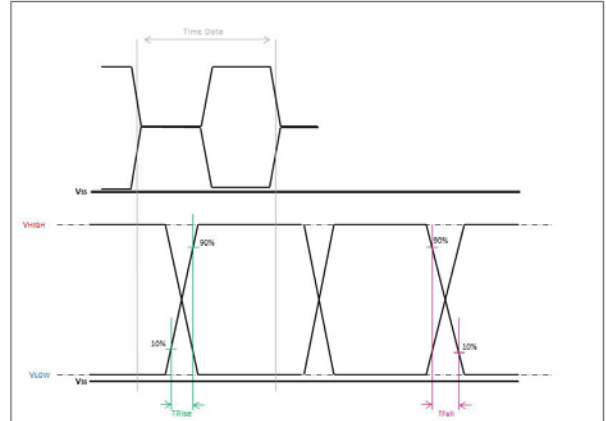 Time Data
Vss
VHIGH
90%
90%
10%
10%
VLOW
Vss
TRise
TFall